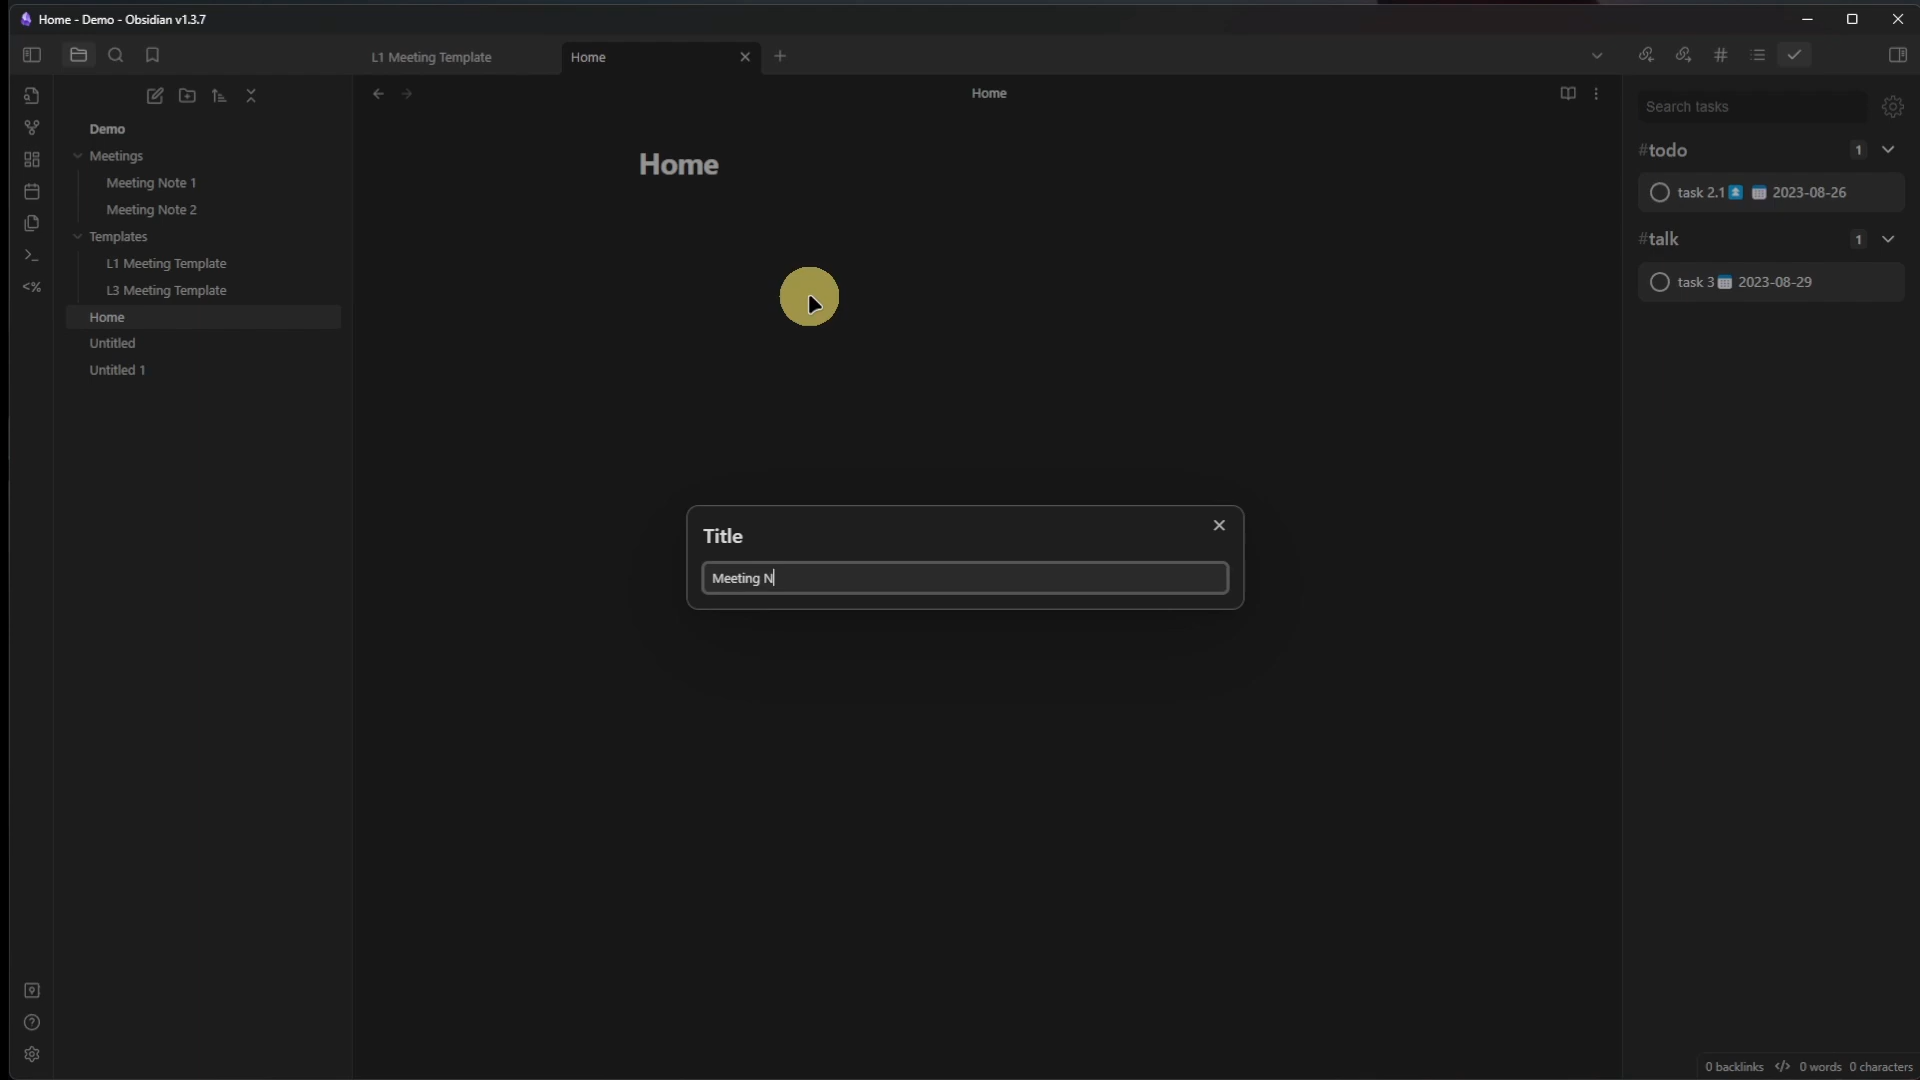 Home - Demo - Obsidian v1.3.7
L1 Meeting Template
Home
Home
Demo
Meetings
Meeting Note 1
Meeting Note 2
Templates
L1 Meeting Template
L3 Meeting Template
Home
Untitled
Untitled 1
<%
Home
Title
Meeting N
Search tasks
#todo 1
task 2.1 ⏫ 📅 2023-08-26
#talk 1
task 3 📅 2023-08-29
0 backlinks </> 0 words 0 characters